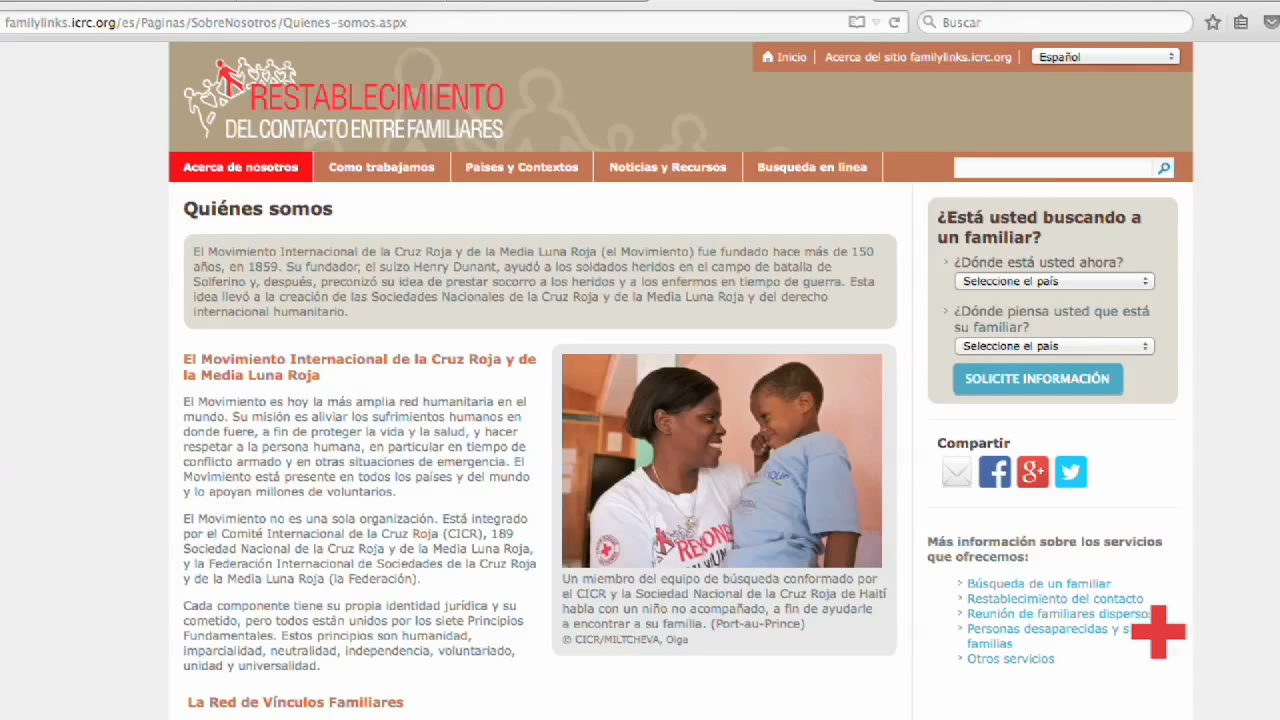 familylinks.icrc.org/es/Paginas/SobreNosotros/Quienes-somos.aspx
Buscar
Inicio
Acerca del sitio familylinks.icrc.org
Español
RESTABLECIMIENTO
DEL CONTACTO ENTRE FAMILIARES
Acerca de nosotros
Como trabajamos
Países y Contextos
Noticias y Recursos
Busqueda en linea
Quiénes somos
El Movimiento Internacional de la Cruz Roja y de la Media Luna Roja (el Movimiento) fue fundado hace más de 150
años, en 1859. Su fundador, el suizo Henry Dunant, ayudó a los soldados heridos en el campo de batalla de
Solferino y, después, preconizó su idea de prestar socorro a los heridos y a los enfermos en tiempo de guerra. Esta
idea llevó a la creación de las Sociedades Nacionales de la Cruz Roja y de la Media Luna Roja y del derecho
internacional humanitario.
El Movimiento Internacional de la Cruz Roja y de
la Media Luna Roja
El Movimiento es hoy la más amplia red humanitaria en el
mundo. Su misión es aliviar los sufrimientos humanos en
donde fuere, a fin de proteger la vida y la salud, y hacer
respetar a la persona humana, en particular en tiempo de
conflicto armado y en otras situaciones de emergencia. El
Movimiento está presente en todos los países y del mundo
y lo apoyan millones de voluntarios.
El Movimiento no es una sola organización. Está integrado
por el Comité Internacional de la Cruz Roja (CICR), 189
Sociedad Nacional de la Cruz Roja y de la Media Luna Roja,
y la Federación Internacional de Sociedades de la Cruz Roja
y de la Media Luna Roja (la Federación).
Cada componente tiene su propia identidad jurídica y su
cometido, pero todos están unidos por los siete Principios
Fundamentales. Estos principios son humanidad,
imparcialidad, neutralidad, independencia, voluntariado,
unidad y universalidad.
La Red de Vínculos Familiares
Un miembro del equipo de búsqueda conformado por
el CICR y la Sociedad Nacional de la Cruz Roja de Haití
habla con un niño no acompañado, a fin de ayudarle
a encontrar a su familia. (Port-au-Prince)
© CICR/MILTCHEVA, Olga
¿Está usted buscando a
un familiar?
¿Dónde está usted ahora?
Seleccione el país
¿Dónde piensa usted que está
su familiar?
Seleccione el país
SOLICITE INFORMACIÓN
Compartir
Más información sobre los servicios
que ofrecemos:
Búsqueda de un familiar
Restablecimiento del contacto
Reunión de familiares disperso
Personas desaparecidas y s
familias
Otros servicios